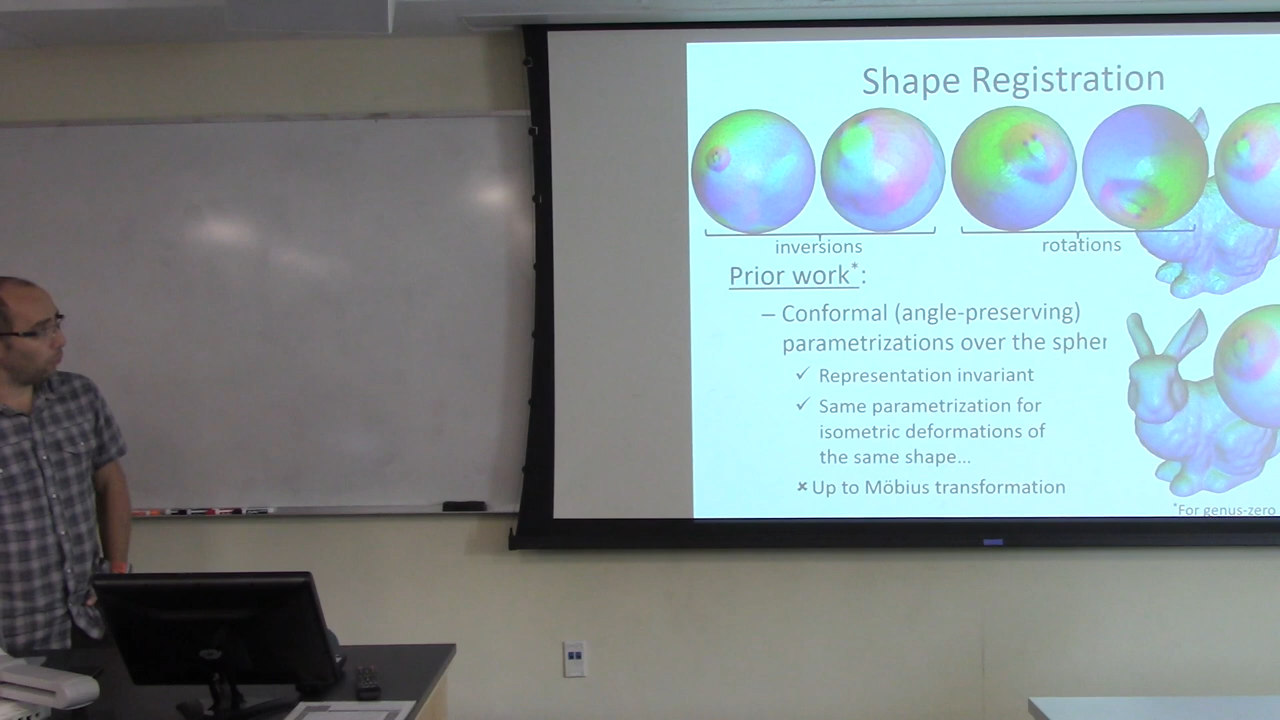 Shape Registration
inversions
rotations
Prior work*:
– Conformal (angle-preserving)
parametrizations over the spher
✓ Representation invariant
✓ Same parametrization for
isometric deformations of
the same shape...
× Up to Möbius transformation
*For genus-zero